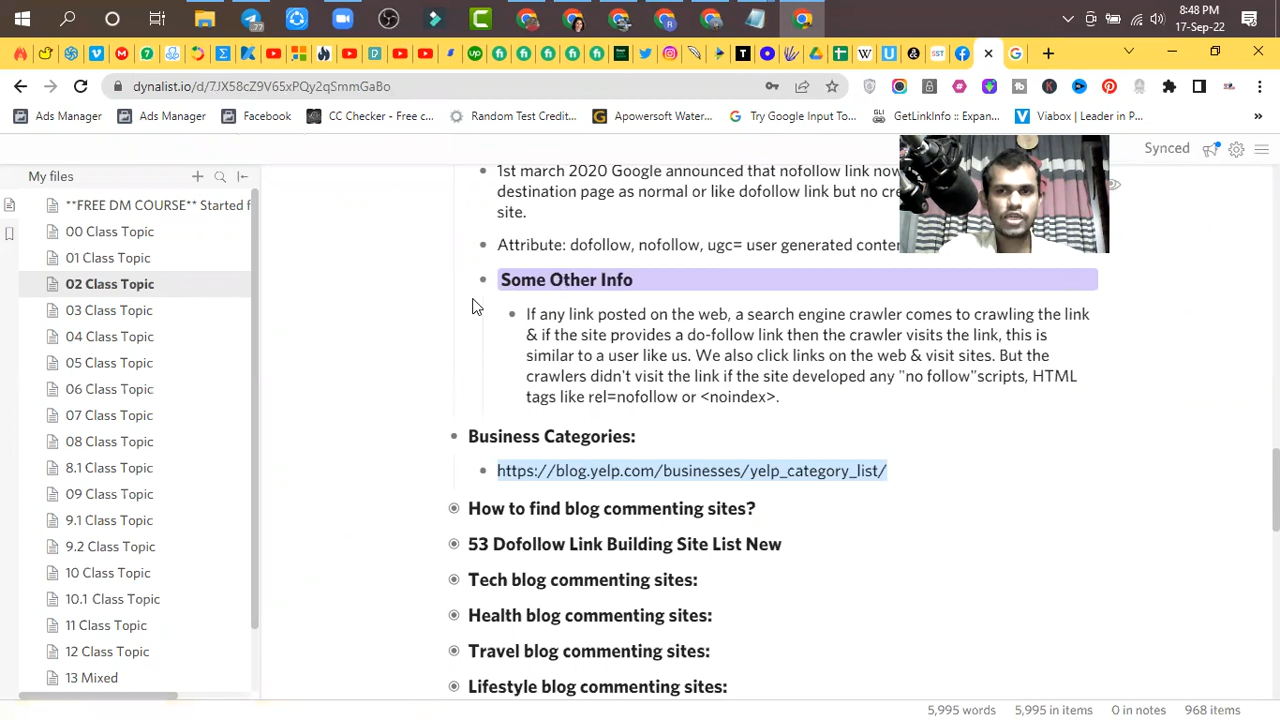 77
8:48 PM
17-Sep-22
dynalist.io/d/7JX58cZ0V65xPQy2qSmmGaBo
Ads Manager
Ads Manager
Facebook
CC Checker - Free c...
Random Test Credit...
Apowersoft Water...
Try Google Input To...
GetLinkInfo :: Expan...
Viabox | Leader in P...
»
Synced
My files
**FREE DM COURSE** Started f
00 Class Topic
01 Class Topic
02 Class Topic
03 Class Topic
04 Class Topic
05 Class Topic
06 Class Topic
07 Class Topic
08 Class Topic
8.1 Class Topic
09 Class Topic
9.1 Class Topic
9.2 Class Topic
10 Class Topic
10.1 Class Topic
11 Class Topic
12 Class Topic
13 Mixed
1st march 2020 Google announced that nofollow link now
destination page as normal or like dofollow link but no cre
site.
Attribute: dofollow, nofollow, ugc= user generated conter
Some Other Info
If any link posted on the web, a search engine crawler comes to crawling the link
& if the site provides a do-follow link then the crawler visits the link, this is
similar to a user like us. We also click links on the web & visit sites. But the
crawlers didn't visit the link if the site developed any "no follow"scripts, HTML
tags like rel=nofollow or <noindex>.
Business Categories:
https://blog.yelp.com/businesses/yelp_category_list/
How to find blog commenting sites?
53 Dofollow Link Building Site List New
Tech blog commenting sites:
Health blog commenting sites:
Travel blog commenting sites:
Lifestyle blog commenting sites:
5,995 words
5,995 in items
0 in notes
968 items